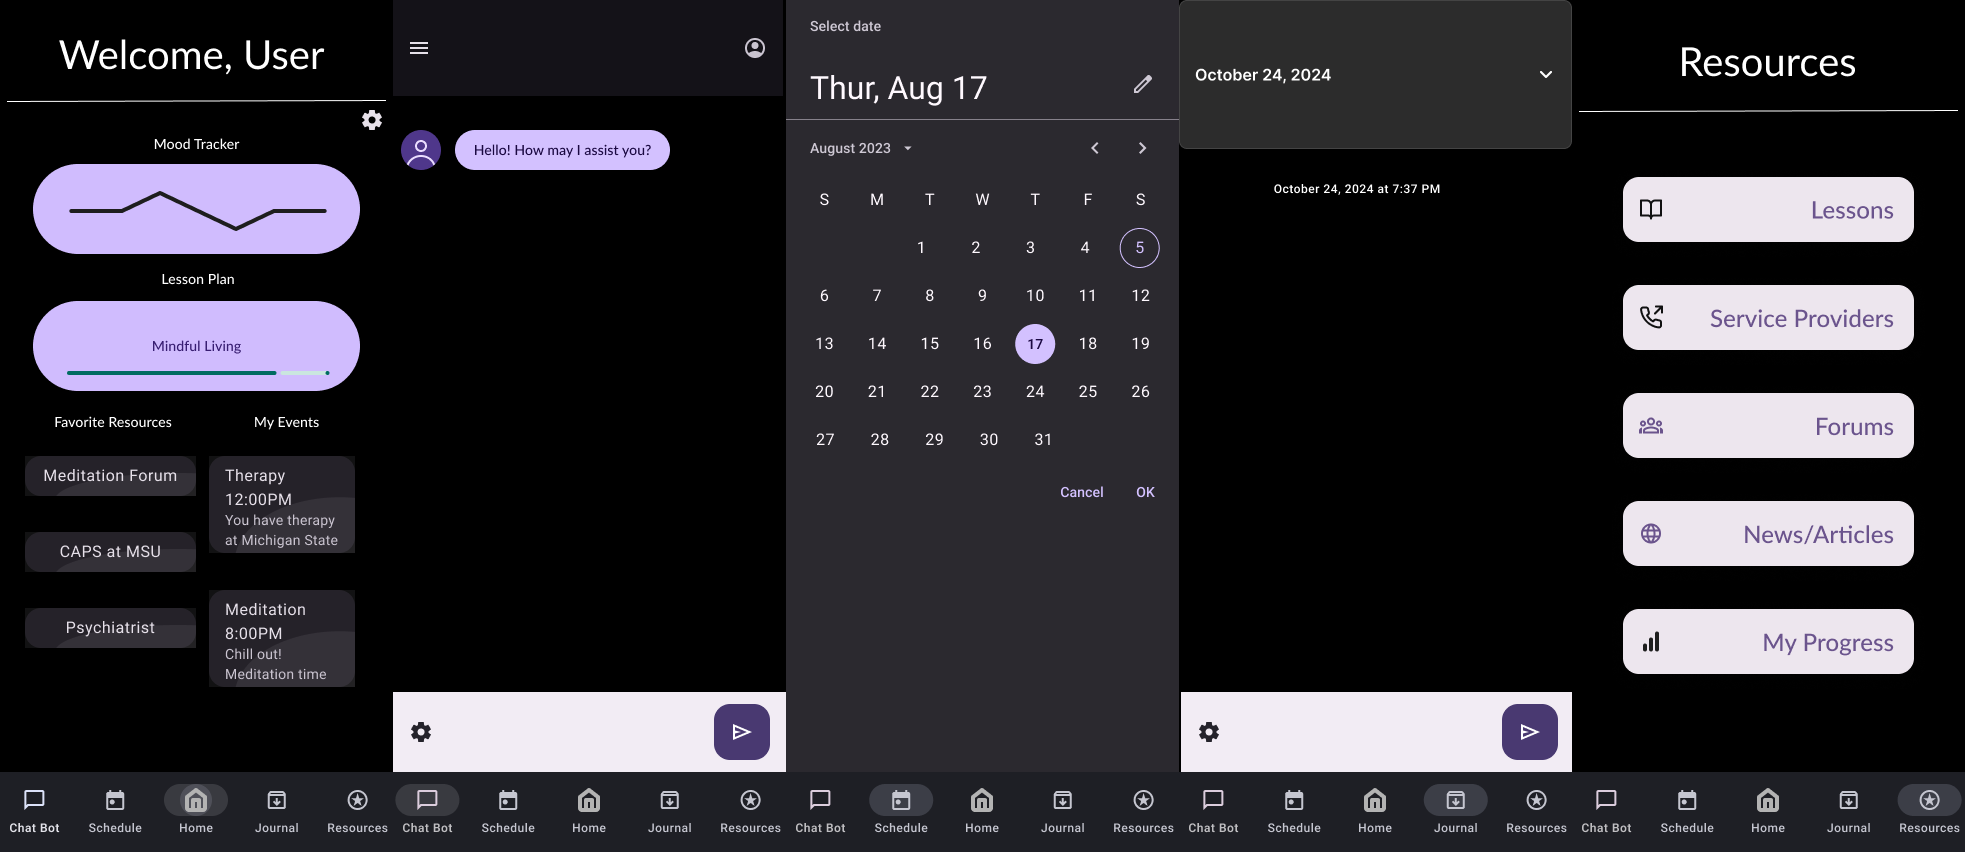 Welcome, User
Mood Tracker
Lesson Plan
Mindful Living
Favorite Resources
My Events
Meditation Forum
CAPS at MSU
Psychiatrist
Therapy
12:00PM
You have therapy
at Michigan State
Meditation
8:00PM
Chill out!
Meditation time
Chat Bot Schedule Home Journal Resources
Hello! How may I assist you?
Chat Bot Schedule Home Journal Resources
Select date
Thur, Aug 17
August 2023
S M T W T F S
1 2 3 4 5
6 7 8 9 10 11 12
13 14 15 16 17 18 19
20 21 22 23 24 25 26
27 28 29 30 31
Cancel OK
Chat Bot Schedule Home Journal Resources
October 24, 2024
October 24, 2024 at 7:37 PM
Chat Bot Schedule Home Journal Resources
Resources
Lessons
Service Providers
Forums
News/Articles
My Progress
Chat Bot Schedule Home Journal Resources